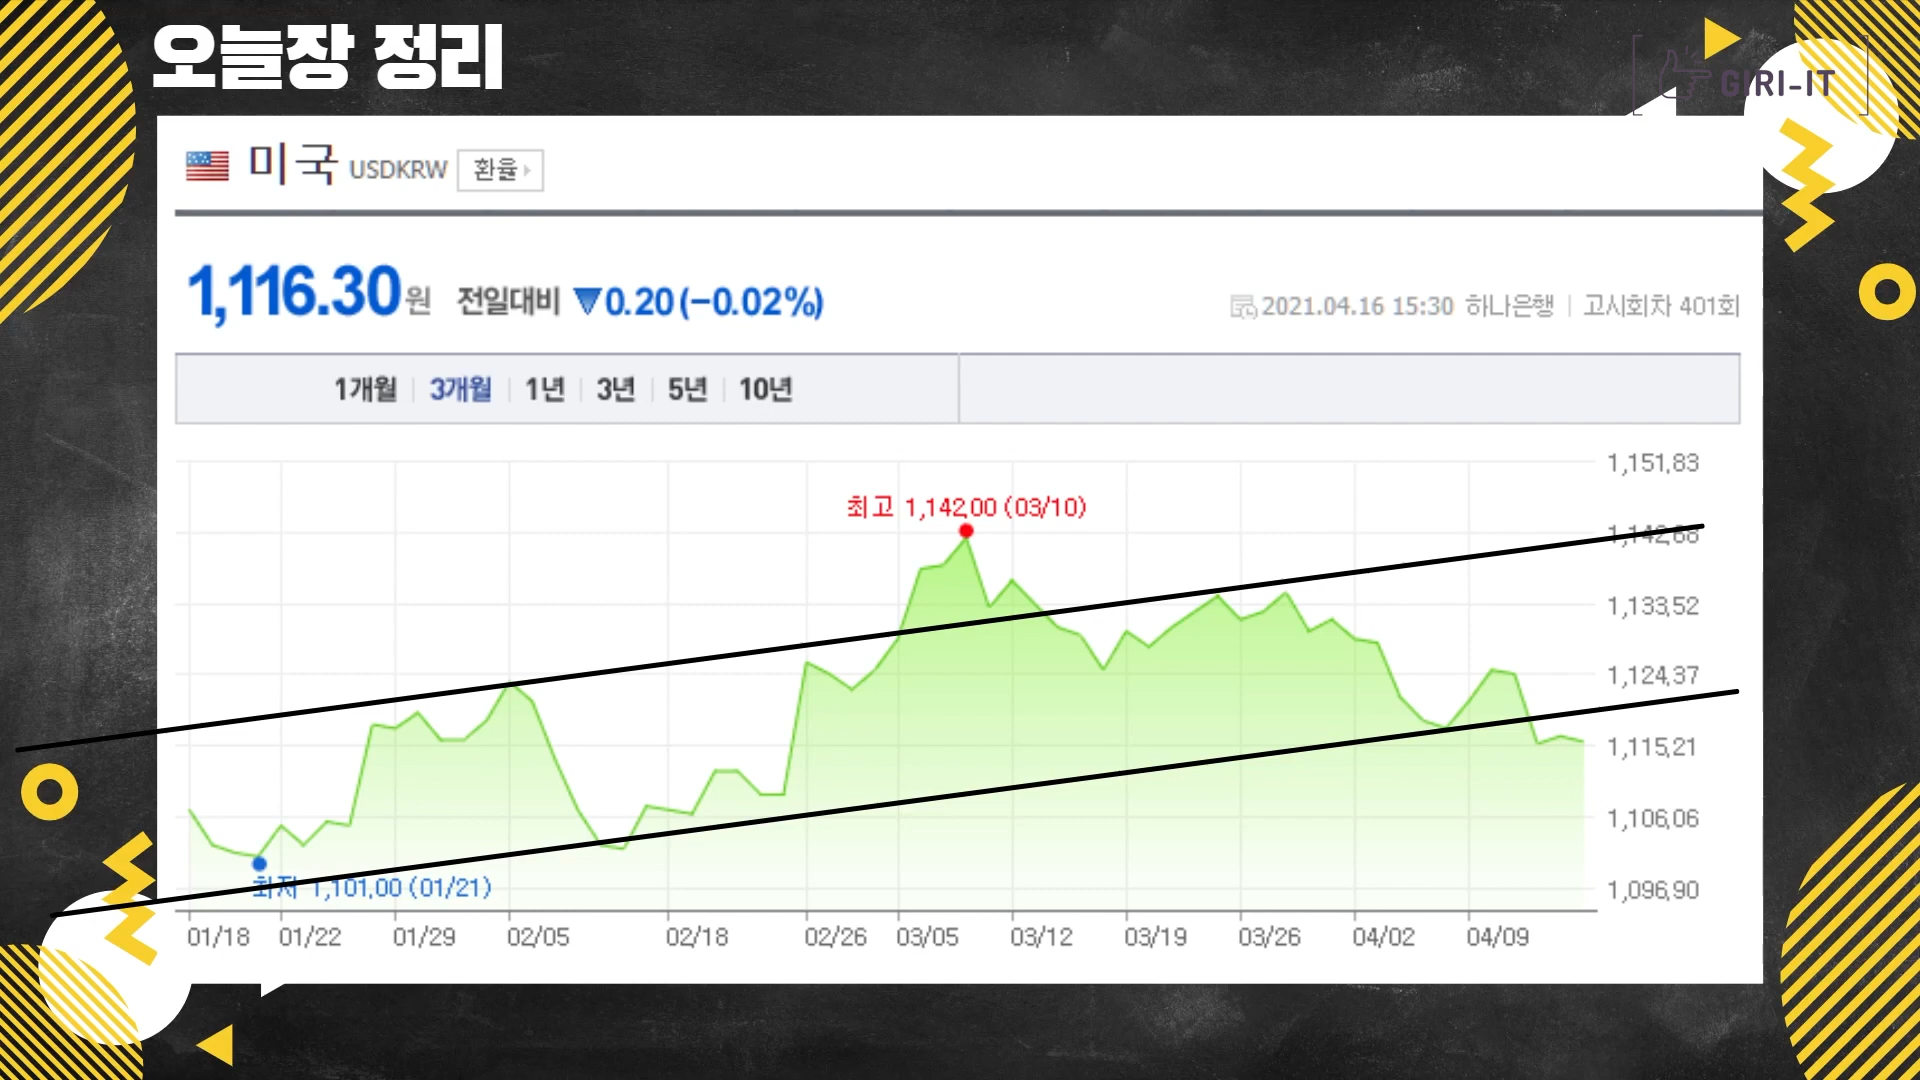 오늘장 정리
GIRI-IT
미국 USDKRW 환율
1,116.30원 전일대비 ▼0.20(-0.02%)
2021.04.16 15:30 하나은행 | 고시회차 401회
1개월 3개월 1년 3년 5년 10년
1,151.83
최고 1,142.00 (03/10)
1,142.68
1,133.52
1,124.37
1,115.21
1,106.06
최저 1,101.00 (01/21)
1,096.90
01/18 01/22 01/29 02/05 02/18 02/26 03/05 03/12 03/19 03/26 04/02 04/09